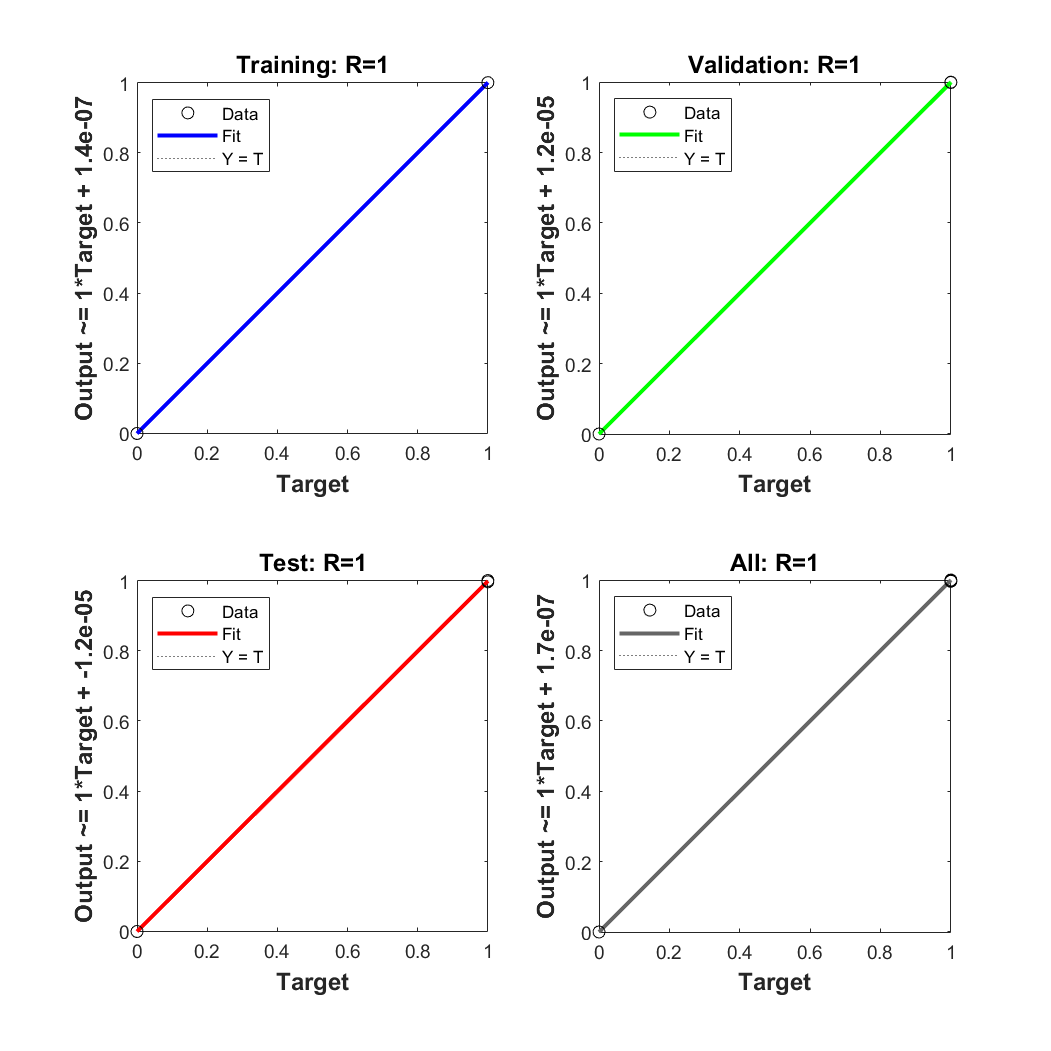 Training: R=1
Output ~= 1*Target + 1.4e-07
1
0.8
0.6
0.4
0.2
0
Data
Fit
Y = T
0 0.2 0.4 0.6 0.8 1
Target
Validation: R=1
Output ~= 1*Target + 1.2e-05
1
0.8
0.6
0.4
0.2
0
Data
Fit
Y = T
0 0.2 0.4 0.6 0.8 1
Target
Test: R=1
Output ~= 1*Target + -1.2e-05
1
0.8
0.6
0.4
0.2
0
Data
Fit
Y = T
0 0.2 0.4 0.6 0.8 1
Target
All: R=1
Output ~= 1*Target + 1.7e-07
1
0.8
0.6
0.4
0.2
0
Data
Fit
Y = T
0 0.2 0.4 0.6 0.8 1
Target